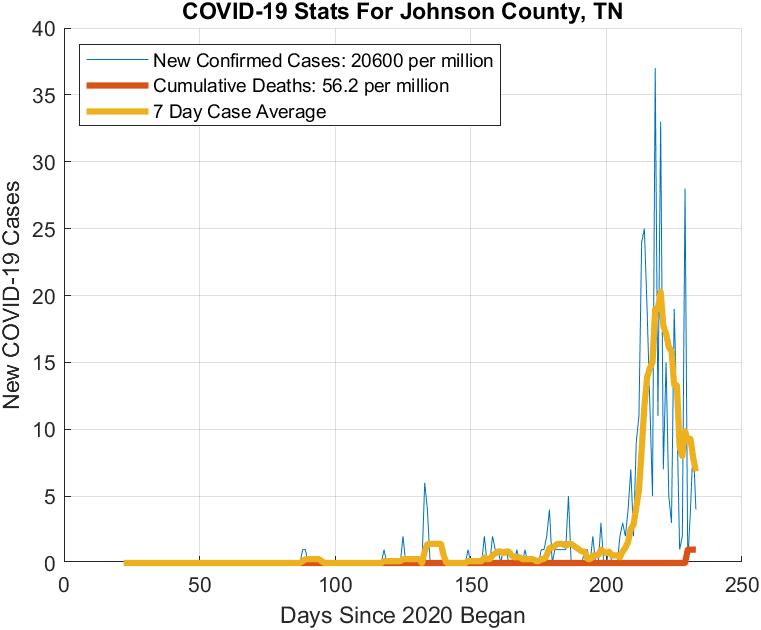 COVID-19 Stats For Johnson County, TN
40
35
30
25
20
15
10
5
0
New COVID-19 Cases
New Confirmed Cases: 20600 per million
Cumulative Deaths: 56.2 per million
7 Day Case Average
0 50 100 150 200 250
Days Since 2020 Began